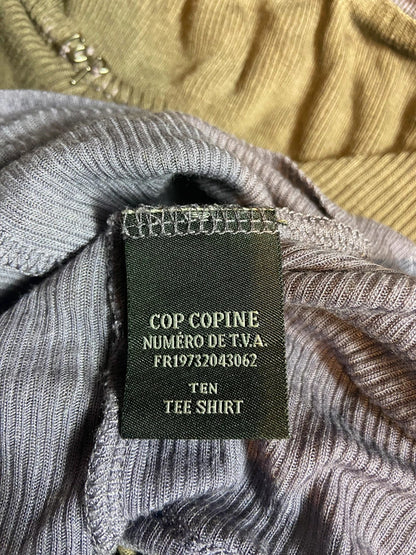 COP COPINE
NUMÉRO DE T.V.A.
FR19732043062
TEN
TEE SHIRT